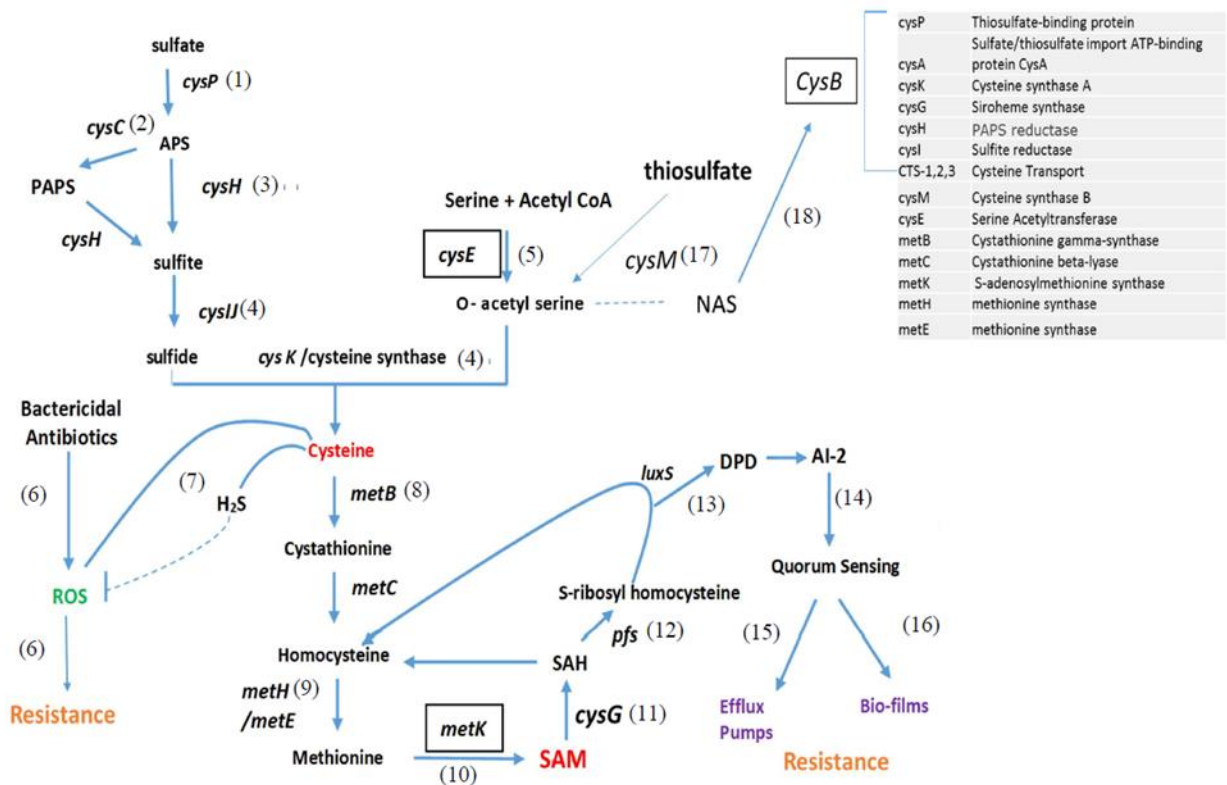 sulfate
cysP (1)
cysC (2)
APS
PAPS
cysH (3)
cysH
sulfite
cysIJ (4)
sulfide
cys K /cysteine synthase (4)
Serine + Acetyl CoA
cysE
(5)
O- acetyl serine
thiosulfate
cysM (17)
NAS
(18)
CysB
cysP Thiosulfate-binding protein
Sulfate/thiosulfate import ATP-binding
cysA protein CysA
cysK Cysteine synthase A
cysG Siroheme synthase
cysH PAPS reductase
cysI Sulfite reductase
CTS-1,2,3 Cysteine Transport
cysM Cysteine synthase B
cysE Serine Acetyltransferase
metB Cystathionine gamma-synthase
metC Cystathionine beta-lyase
metK S-adenosylmethionine synthase
metH methionine synthase
metE methionine synthase
Bactericidal
Antibiotics
(6)
(7)
H₂S
ROS
(6)
Resistance
Cysteine
metB (8)
Cystathionine
metC
Homocysteine
metH (9)
/metE
Methionine
metK
(10)
SAM
cysG (11)
SAH
pfs (12)
S-ribosyl homocysteine
luxS
(13)
DPD
AI-2
(14)
Quorum Sensing
(15)
(16)
Efflux
Pumps
Bio-films
Resistance